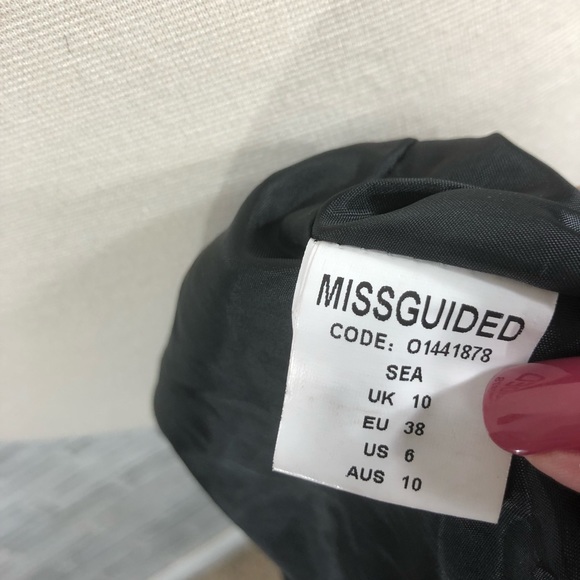 MISSGUIDED
CODE: O1441878
SEA
UK 10
EU 38
US 6
AUS 10